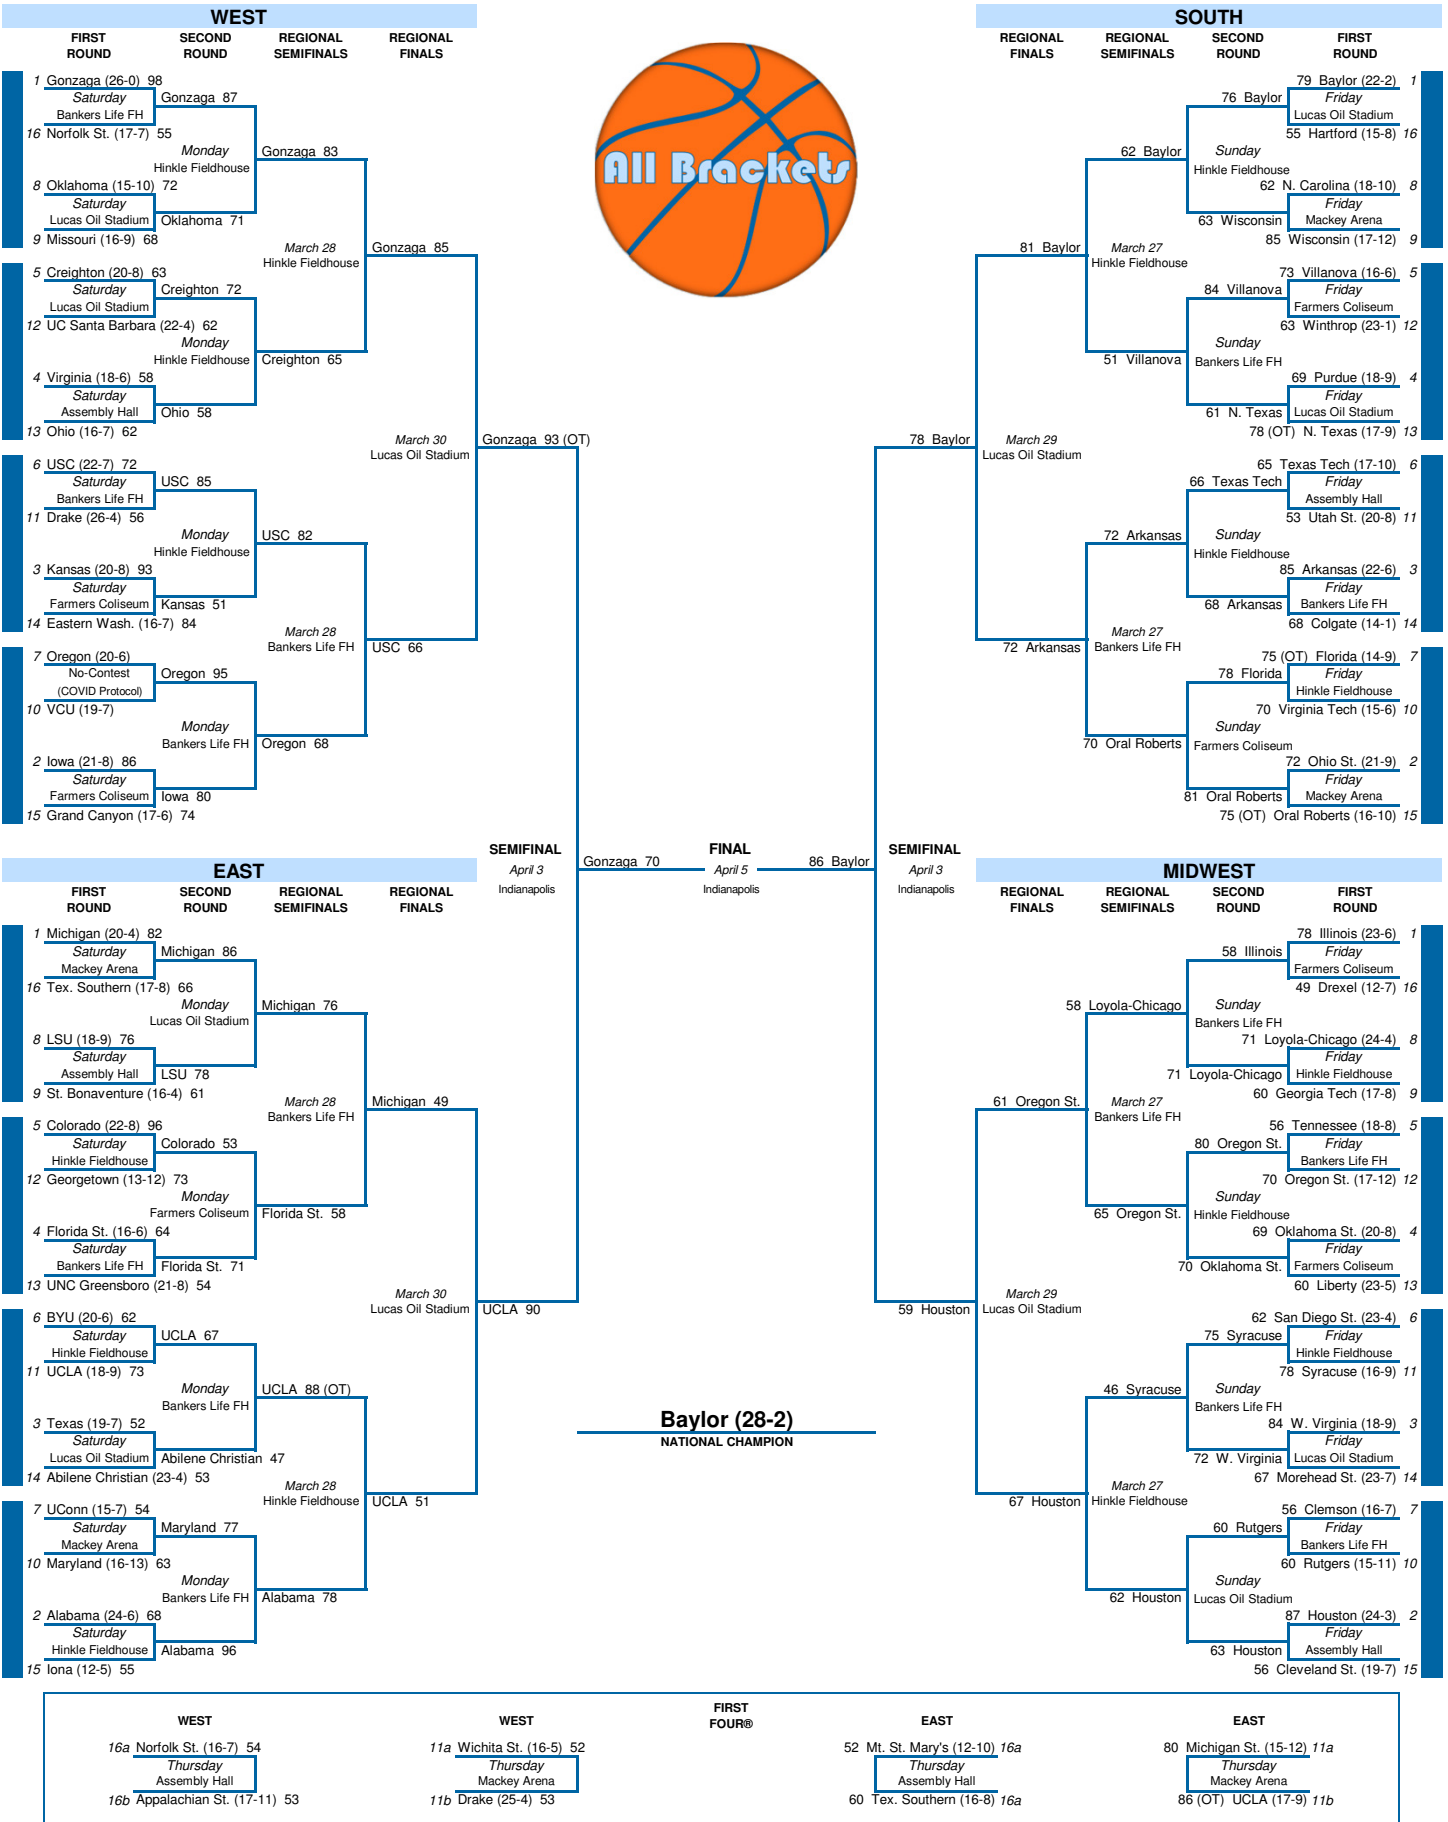 WEST
FIRST ROUND
SECOND ROUND
REGIONAL SEMIFINALS
REGIONAL FINALS
1 Gonzaga (26-0) 98
Saturday
Bankers Life FH
16 Norfolk St. (17-7) 55
Gonzaga 87
Monday
Hinkle Fieldhouse
8 Oklahoma (15-10) 72
Saturday
Lucas Oil Stadium
9 Missouri (16-9) 68
Oklahoma 71
Gonzaga 83
March 28
Hinkle Fieldhouse
5 Creighton (20-8) 63
Saturday
Lucas Oil Stadium
12 UC Santa Barbara (22-4) 62
Creighton 72
Monday
Hinkle Fieldhouse
4 Virginia (18-6) 58
Saturday
Assembly Hall
13 Ohio (16-7) 62
Ohio 58
Creighton 65
Gonzaga 85
March 30
Lucas Oil Stadium
6 USC (22-7) 72
Saturday
Bankers Life FH
11 Drake (26-4) 56
USC 85
Monday
Hinkle Fieldhouse
3 Kansas (20-8) 93
Saturday
Farmers Coliseum
14 Eastern Wash. (16-7) 84
Kansas 51
USC 82
March 28
Bankers Life FH
7 Oregon (20-6)
No-Contest
(COVID Protocol)
10 VCU (19-7)
Oregon 95
Monday
Bankers Life FH
2 Iowa (21-8) 86
Saturday
Farmers Coliseum
15 Grand Canyon (17-6) 74
Iowa 80
Oregon 68
USC 66
Gonzaga 93 (OT)
All Brackets
SOUTH
REGIONAL FINALS
REGIONAL SEMIFINALS
SECOND ROUND
FIRST ROUND
79 Baylor (22-2) 1
Friday
Lucas Oil Stadium
55 Hartford (15-8) 16
76 Baylor
Sunday
Hinkle Fieldhouse
62 N. Carolina (18-10) 8
Friday
Mackey Arena
85 Wisconsin (17-12) 9
63 Wisconsin
62 Baylor
March 27
Hinkle Fieldhouse
73 Villanova (16-6) 5
Friday
Farmers Coliseum
63 Winthrop (23-1) 12
84 Villanova
Sunday
Bankers Life FH
69 Purdue (18-9) 4
Friday
Lucas Oil Stadium
78 (OT) N. Texas (17-9) 13
61 N. Texas
51 Villanova
81 Baylor
March 29
Lucas Oil Stadium
65 Texas Tech (17-10) 6
Friday
Assembly Hall
53 Utah St. (20-8) 11
66 Texas Tech
Sunday
Hinkle Fieldhouse
85 Arkansas (22-6) 3
Friday
Bankers Life FH
68 Colgate (14-1) 14
68 Arkansas
72 Arkansas
March 27
Bankers Life FH
75 (OT) Florida (14-9) 7
Friday
Hinkle Fieldhouse
70 Virginia Tech (15-6) 10
78 Florida
Sunday
Farmers Coliseum
72 Ohio St. (21-9) 2
Friday
Mackey Arena
75 (OT) Oral Roberts (16-10) 15
81 Oral Roberts
70 Oral Roberts
72 Arkansas
78 Baylor
SEMIFINAL
April 3
Indianapolis
Gonzaga 70
FINAL
April 5
Indianapolis
86 Baylor
SEMIFINAL
April 3
Indianapolis
EAST
FIRST ROUND
SECOND ROUND
REGIONAL SEMIFINALS
REGIONAL FINALS
1 Michigan (20-4) 82
Saturday
Mackey Arena
16 Tex. Southern (17-8) 66
Michigan 86
Monday
Lucas Oil Stadium
8 LSU (18-9) 76
Saturday
Assembly Hall
9 St. Bonaventure (16-4) 61
LSU 78
Michigan 76
March 28
Bankers Life FH
5 Colorado (22-8) 96
Saturday
Hinkle Fieldhouse
12 Georgetown (13-12) 73
Colorado 53
Monday
Farmers Coliseum
4 Florida St. (16-6) 64
Saturday
Bankers Life FH
13 UNC Greensboro (21-8) 54
Florida St. 71
Florida St. 58
Michigan 49
March 30
Lucas Oil Stadium
6 BYU (20-6) 62
Saturday
Hinkle Fieldhouse
11 UCLA (18-9) 73
UCLA 67
Monday
Bankers Life FH
3 Texas (19-7) 52
Saturday
Lucas Oil Stadium
14 Abilene Christian (23-4) 53
Abilene Christian 47
UCLA 88 (OT)
March 28
Hinkle Fieldhouse
7 UConn (15-7) 54
Saturday
Mackey Arena
10 Maryland (16-13) 63
Maryland 77
Monday
Bankers Life FH
2 Alabama (24-6) 68
Saturday
Hinkle Fieldhouse
15 Iona (12-5) 55
Alabama 96
Alabama 78
UCLA 51
UCLA 90
MIDWEST
REGIONAL FINALS
REGIONAL SEMIFINALS
SECOND ROUND
FIRST ROUND
78 Illinois (23-6) 1
Friday
Farmers Coliseum
49 Drexel (12-7) 16
58 Illinois
Sunday
Bankers Life FH
71 Loyola-Chicago (24-4) 8
Friday
Hinkle Fieldhouse
60 Georgia Tech (17-8) 9
71 Loyola-Chicago
58 Loyola-Chicago
March 27
Bankers Life FH
56 Tennessee (18-8) 5
Friday
Bankers Life FH
70 Oregon St. (17-12) 12
80 Oregon St.
Sunday
Hinkle Fieldhouse
69 Oklahoma St. (20-8) 4
Friday
Farmers Coliseum
60 Liberty (23-5) 13
70 Oklahoma St.
65 Oregon St.
61 Oregon St.
March 29
Lucas Oil Stadium
62 San Diego St. (23-4) 6
Friday
Hinkle Fieldhouse
78 Syracuse (16-9) 11
75 Syracuse
Sunday
Bankers Life FH
84 W. Virginia (18-9) 3
Friday
Lucas Oil Stadium
67 Morehead St. (23-7) 14
72 W. Virginia
46 Syracuse
March 27
Hinkle Fieldhouse
56 Clemson (16-7) 7
Friday
Bankers Life FH
60 Rutgers (15-11) 10
60 Rutgers
Sunday
Lucas Oil Stadium
87 Houston (24-3) 2
Friday
Assembly Hall
56 Cleveland St. (19-7) 15
63 Houston
62 Houston
67 Houston
59 Houston
Baylor (28-2)
NATIONAL CHAMPION
FIRST FOUR®
WEST
16a Norfolk St. (16-7) 54
Thursday
Assembly Hall
16b Appalachian St. (17-11) 53
WEST
11a Wichita St. (16-5) 52
Thursday
Mackey Arena
11b Drake (25-4) 53
EAST
52 Mt. St. Mary's (12-10) 16a
Thursday
Assembly Hall
60 Tex. Southern (16-8) 16a
EAST
80 Michigan St. (15-12) 11a
Thursday
Mackey Arena
86 (OT) UCLA (17-9) 11b